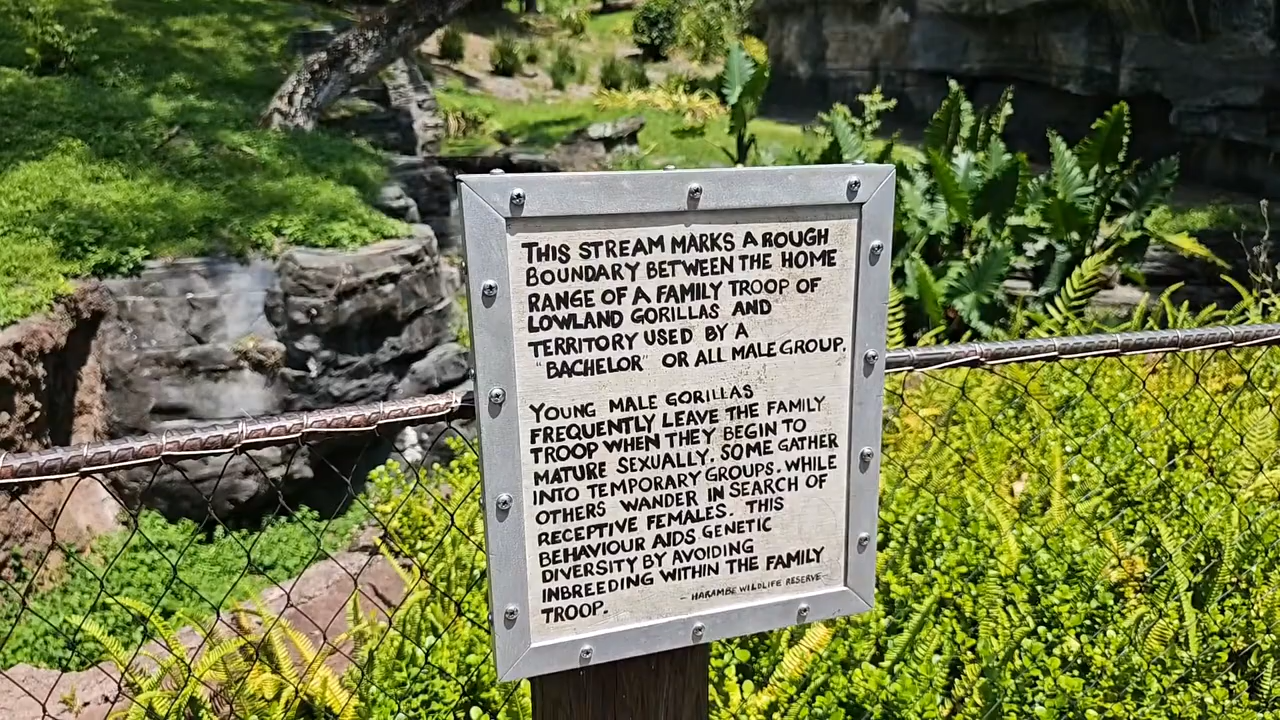 THIS STREAM MARKS A ROUGH
BOUNDARY BETWEEN THE HOME
RANGE OF A FAMILY TROOP OF
LOWLAND GORILLAS AND
TERRITORY USED BY A
"BACHELOR" OR ALL MALE GROUP.
YOUNG MALE GORILLAS
FREQUENTLY LEAVE THE FAMILY
TROOP WHEN THEY BEGIN TO
MATURE SEXUALLY. SOME GATHER
INTO TEMPORARY GROUPS. WHILE
OTHERS WANDER IN SEARCH OF
RECEPTIVE FEMALES. THIS
BEHAVIOUR AIDS GENETIC
DIVERSITY BY AVOIDING
INBREEDING WITHIN THE FAMILY
TROOP.
- HARAMBE WILDLIFE RESERVE